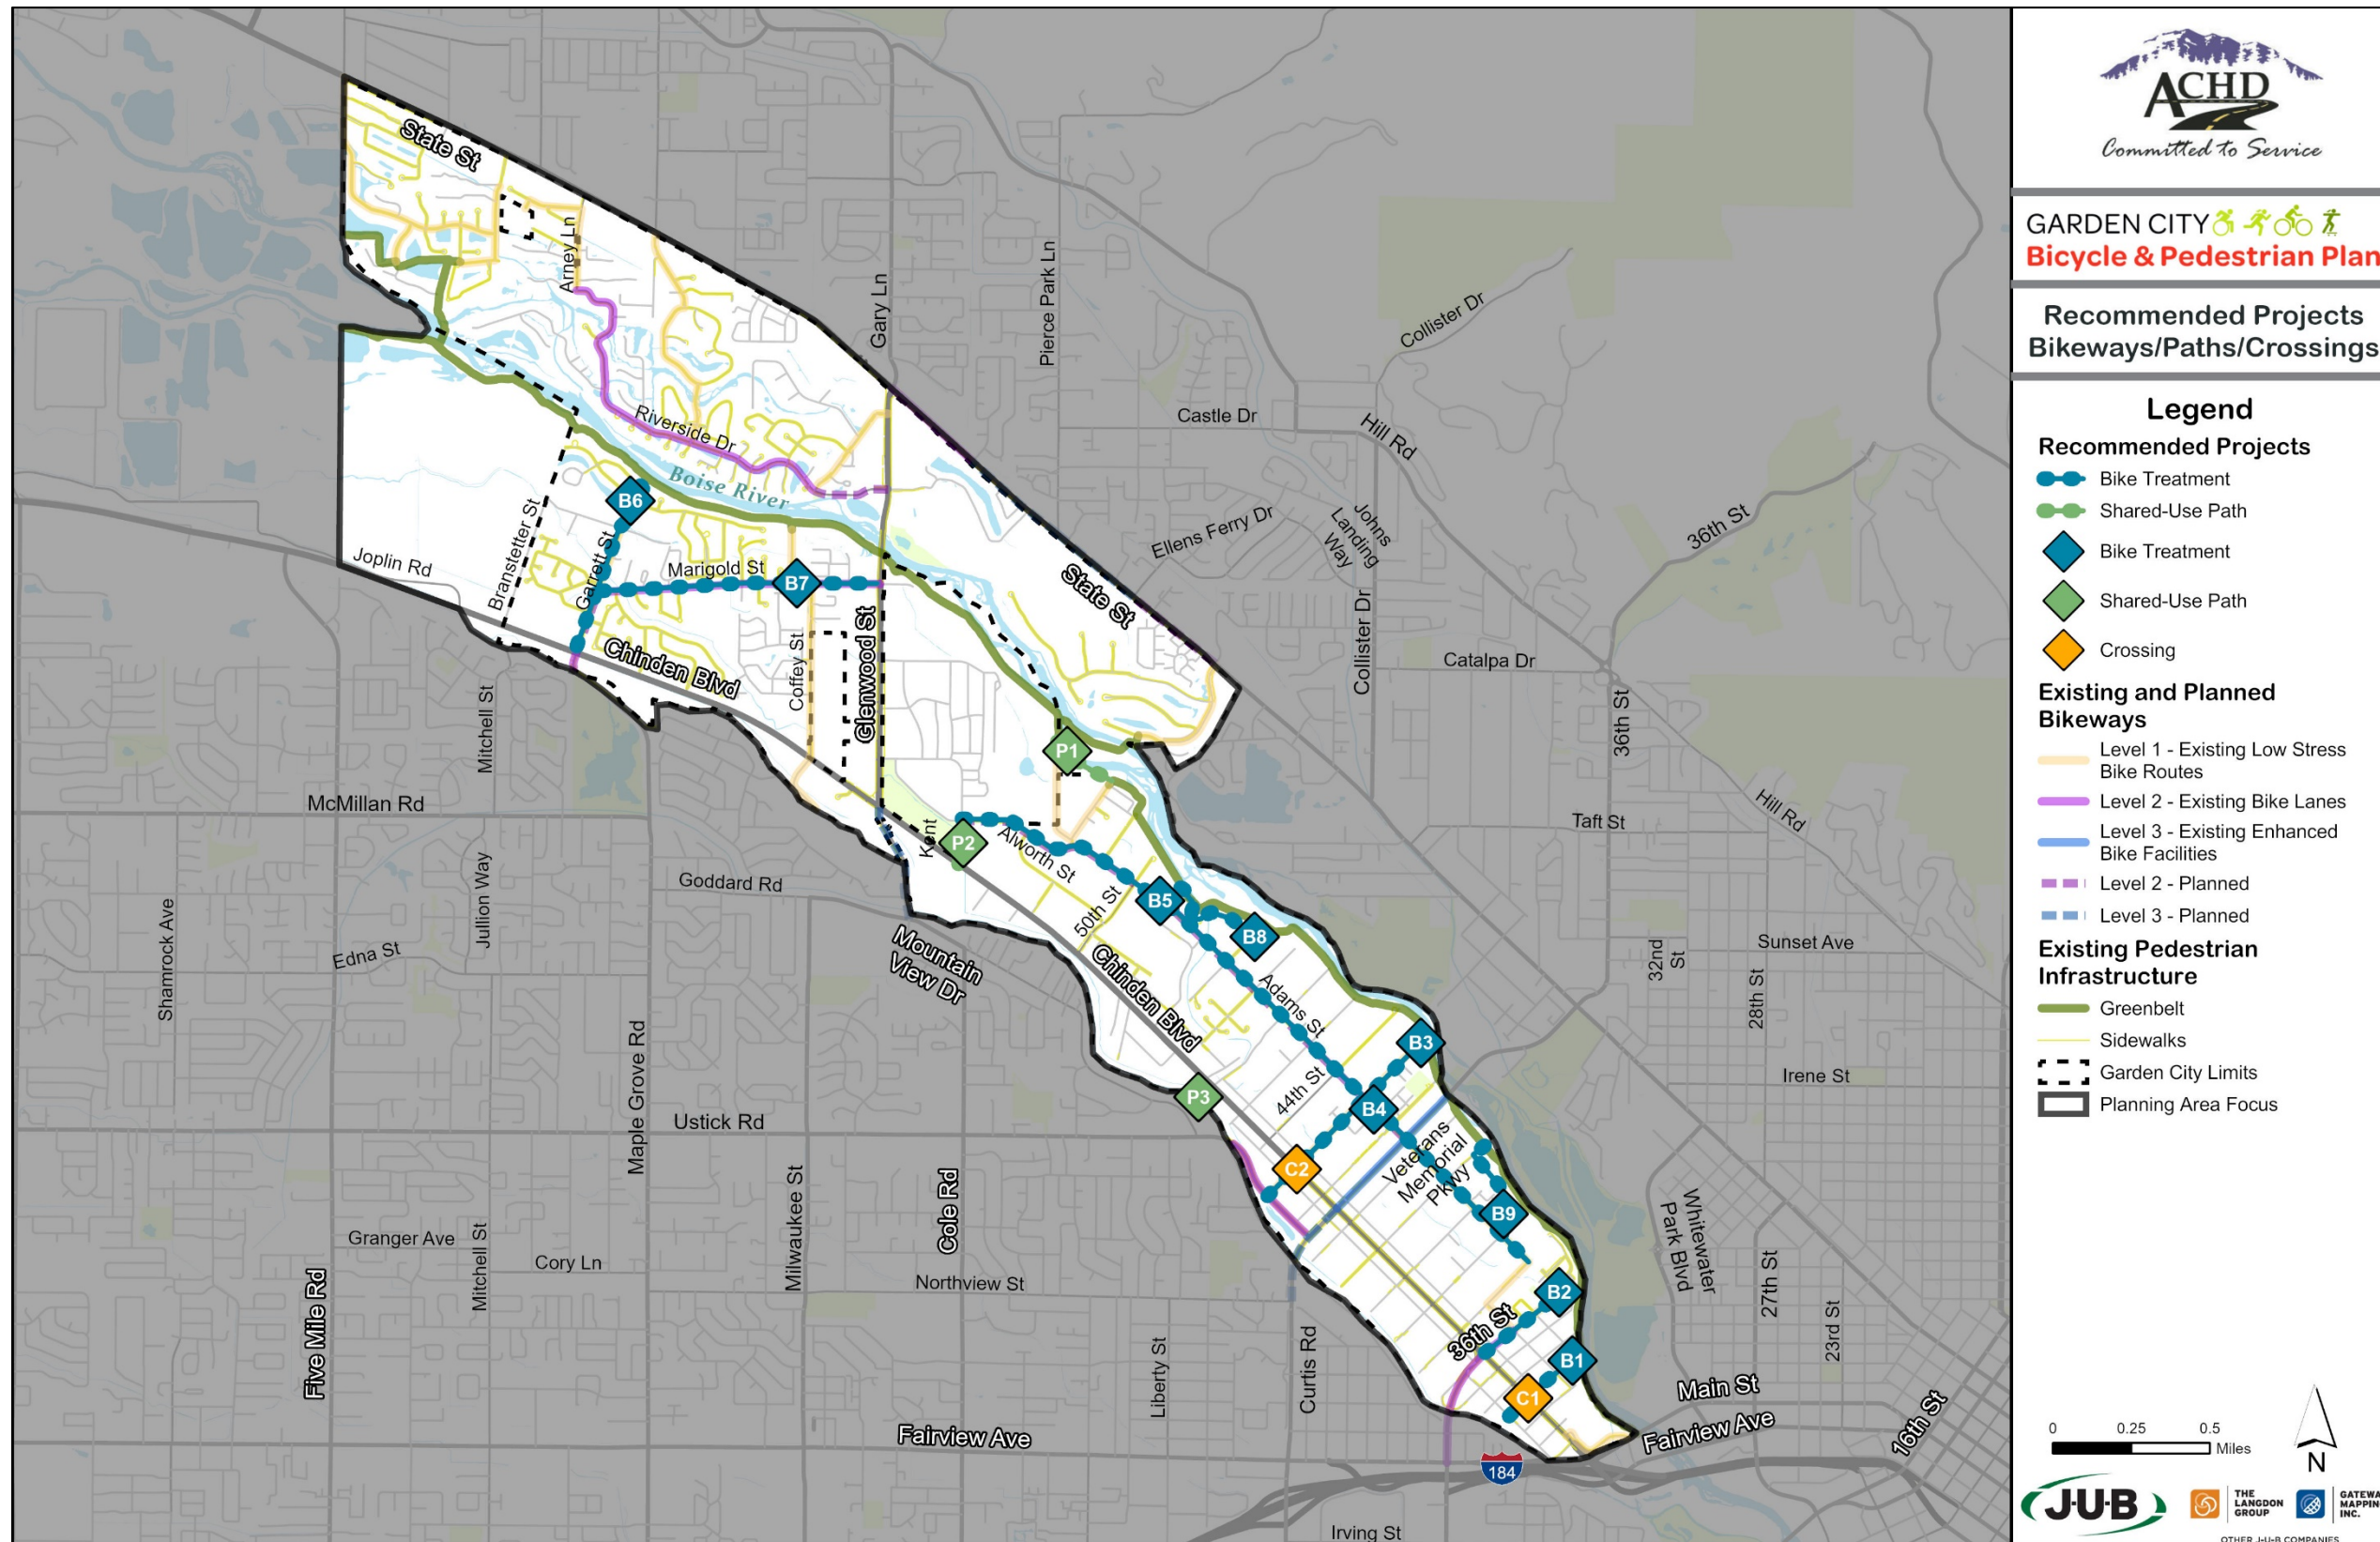 State St
Arney Ln
Gary Ln
Pierce Park Ln
Collister Dr
Castle Dr
Hill Rd
Riverside Dr
Boise River
B6
Branstetter St
Garrett St
Joplin Rd
Marigold St
B7
Ellens Ferry Dr
Johns
Landing
Way
36th St
State St
Chinden Blvd
Coffey St
Glenwood St
Mitchell St
Collister Dr
Catalpa Dr
36th St
P1
McMillan Rd
Kent
P2
Alworth St
Taft St
Hill Rd
Shamrock Ave
Edna St
Jullion Way
Goddard Rd
50th St
B5
B8
Mountain
View Dr
Chinden Blvd
Adams St
32nd
St
Sunset Ave
28th St
B3
P3
44th St
B4
Irene St
Maple Grove Rd
Ustick Rd
C2
Veterans
Memorial
Pkwy
B9
Five Mile Rd
Granger Ave
Mitchell St
Cory Ln
Milwaukee St
Cole Rd
Northview St
Whitewater
Park Blvd
27th St
23rd St
B2
36th St
B1
C1
Liberty St
Curtis Rd
Main St
Fairview Ave
Fairview Ave
16th St
184
Irving St
ACHD
Committed to Service
GARDEN CITY
Bicycle & Pedestrian Plan
Recommended Projects
Bikeways/Paths/Crossings
Legend
Recommended Projects
Bike Treatment
Shared-Use Path
Bike Treatment
Shared-Use Path
Crossing
Existing and Planned
Bikeways
Level 1 - Existing Low Stress
Bike Routes
Level 2 - Existing Bike Lanes
Level 3 - Existing Enhanced
Bike Facilities
Level 2 - Planned
Level 3 - Planned
Existing Pedestrian
Infrastructure
Greenbelt
Sidewalks
Garden City Limits
Planning Area Focus
0 0.25 0.5
Miles
N
J-U-B
THE
LANGDON
GROUP
GATEWA
MAPPIN
INC.
OTHER J-U-B COMPANIES